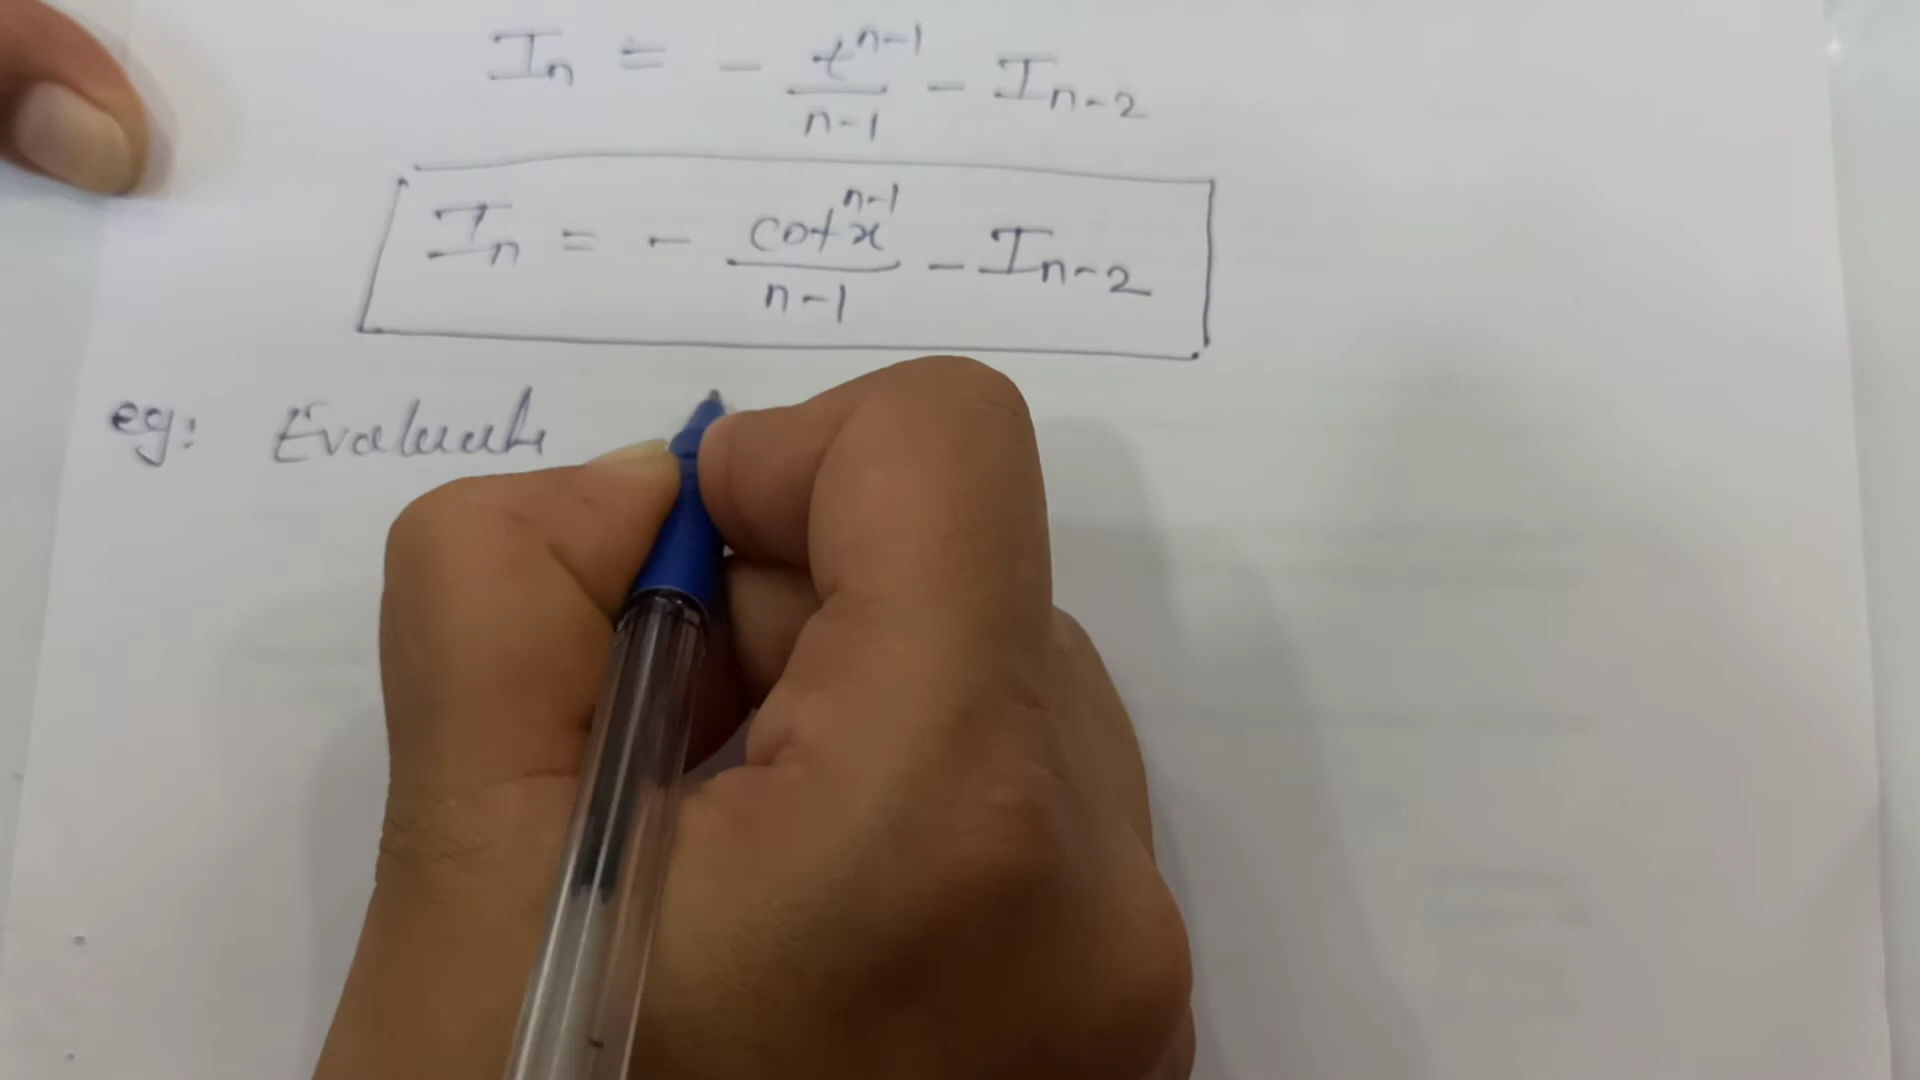 Iₙ = - tⁿ⁻¹/n-1 - Iₙ₋₂
Iₙ = - cotⁿ⁻¹x/n-1 - Iₙ₋₂
eg: Evaluate